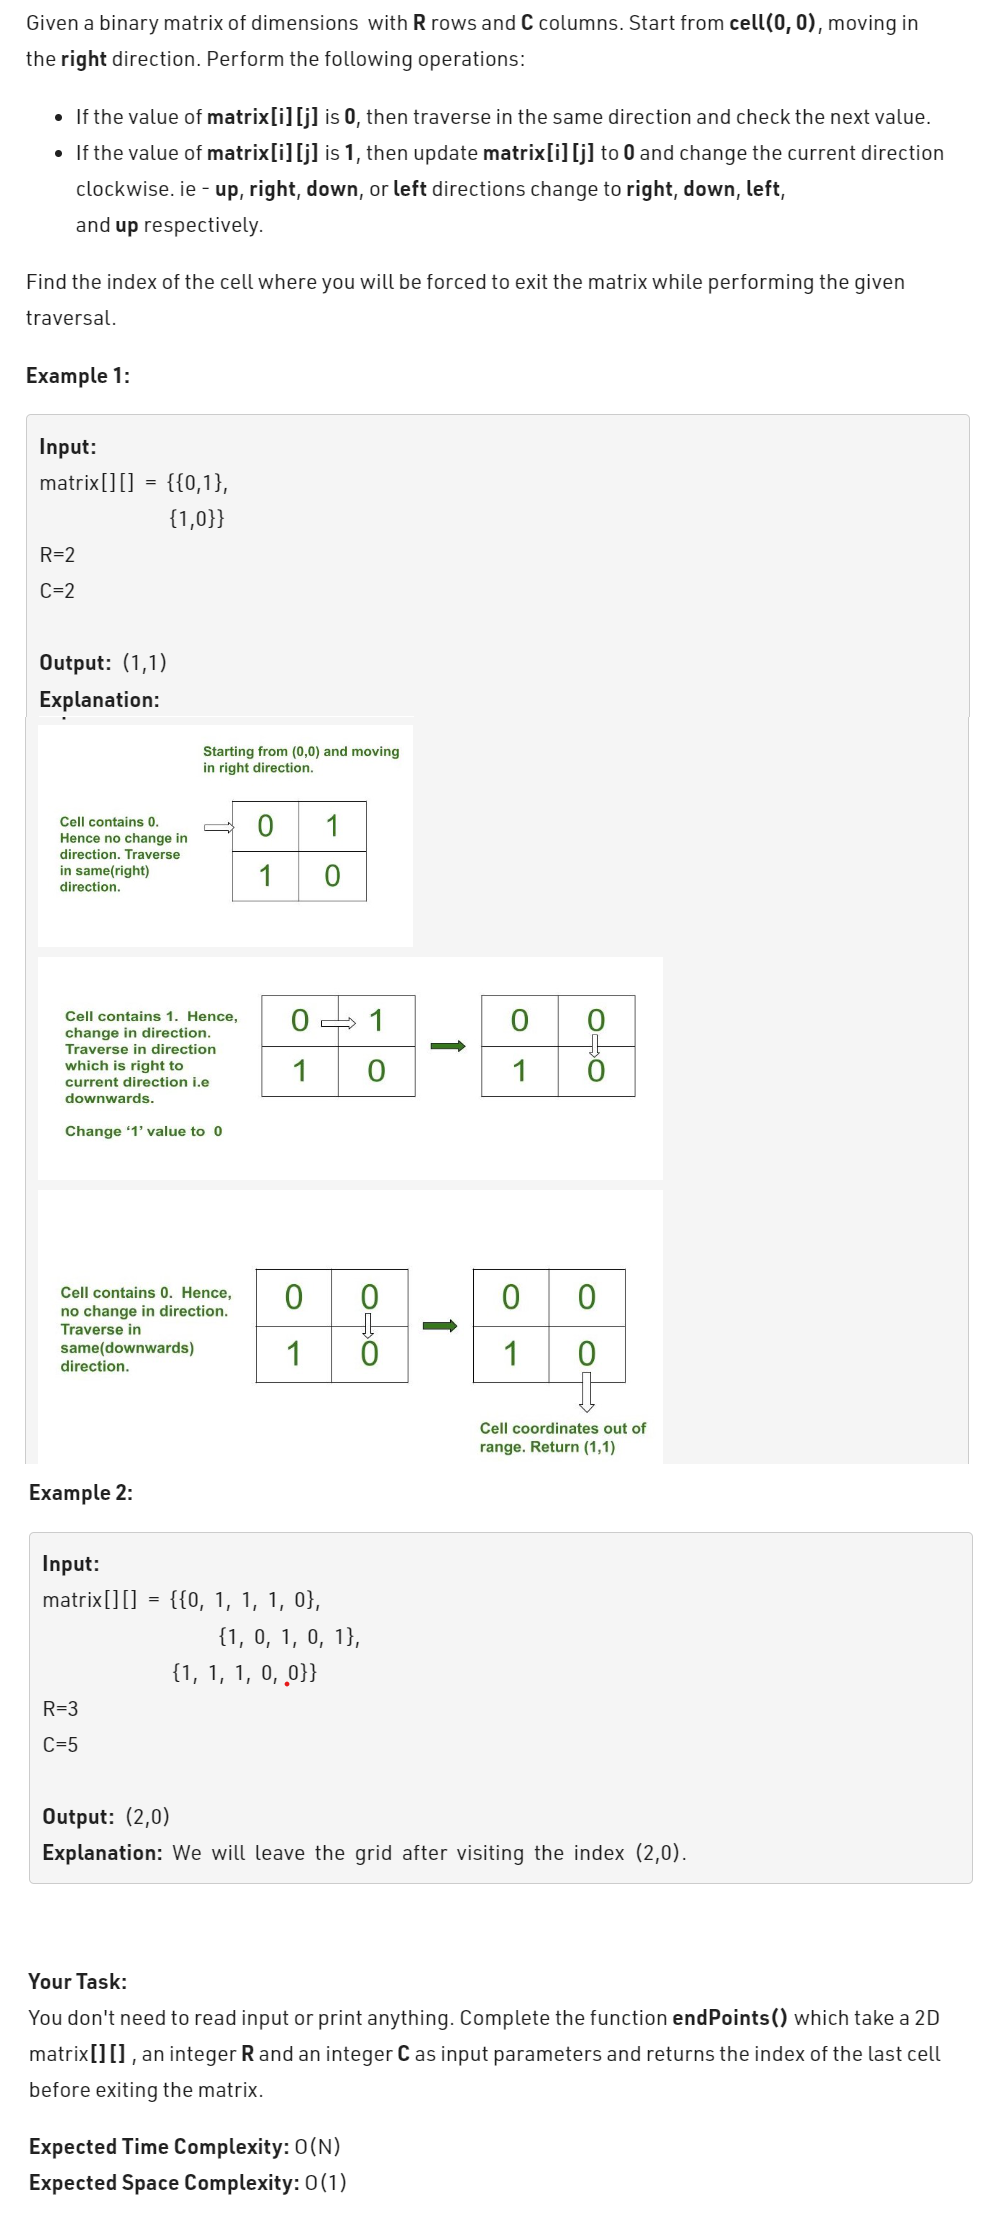 Given a binary matrix of dimensions with R rows and C columns. Start from cell(0, 0), moving in
the right direction. Perform the following operations:
• If the value of matrix[i][j] is 0, then traverse in the same direction and check the next value.
• If the value of matrix[i][j] is 1, then update matrix[i][j] to 0 and change the current direction
clockwise. ie - up, right, down, or left directions change to right, down, left,
and up respectively.
Find the index of the cell where you will be forced to exit the matrix while performing the given
traversal.
Example 1:
Input:
matrix[][] = {{0,1},
{1,0}}
R=2
C=2
Output: (1,1)
Explanation:
Starting from (0,0) and moving
in right direction.
Cell contains 0.
Hence no change in
direction. Traverse
in same(right)
direction.
0 1
1 0
Cell contains 1. Hence,
change in direction.
Traverse in direction
which is right to
current direction i.e
downwards.
Change ‘1’ value to 0
0 1 0 0
1 0 1 0
Cell contains 0. Hence,
no change in direction.
Traverse in
same(downwards)
direction.
0 0 0 0
1 0 1 0
Cell coordinates out of
range. Return (1,1)
Example 2:
Input:
matrix[][] = {{0, 1, 1, 1, 0},
{1, 0, 1, 0, 1},
{1, 1, 1, 0, 0}}
R=3
C=5
Output: (2,0)
Explanation: We will leave the grid after visiting the index (2,0).
Your Task:
You don't need to read input or print anything. Complete the function endPoints() which take a 2D
matrix[][] , an integer R and an integer C as input parameters and returns the index of the last cell
before exiting the matrix.
Expected Time Complexity: O(N)
Expected Space Complexity: O(1)